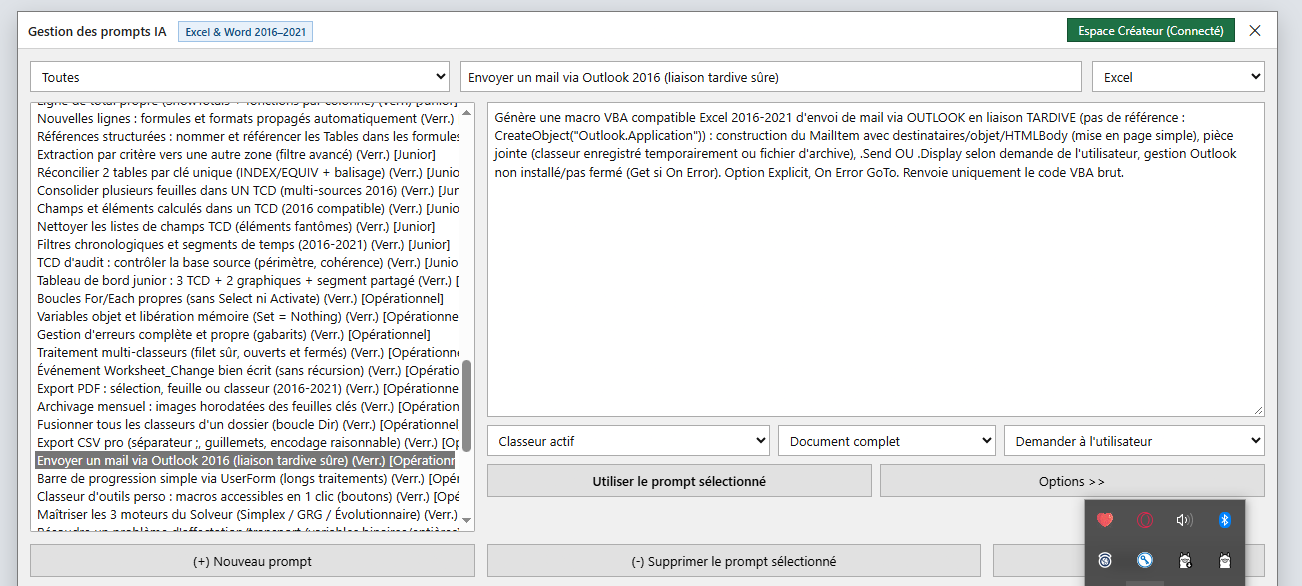 Gestion des prompts IA
Excel & Word 2016–2021
Espace Créateur (Connecté)
Toutes
Envoyer un mail via Outlook 2016 (liaison tardive sûre)
Excel
Ligne de total propre (ShowTotals + fonctions par colonne) (Verr.) [Junior]
Nouvelles lignes : formules et formats propagés automatiquement (Verr.)
Références structurées : nommer et référencer les Tables dans les formules
Extraction par critère vers une autre zone (filtre avancé) (Verr.) [Junior]
Réconcilier 2 tables par clé unique (INDEX/EQUIV + balisage) (Verr.) [Junio
Consolider plusieurs feuilles dans UN TCD (multi-sources 2016) (Verr.) [Jur
Champs et éléments calculés dans un TCD (2016 compatible) (Verr.) [Junio
Nettoyer les listes de champs TCD (éléments fantômes) (Verr.) [Junior]
Filtres chronologiques et segments de temps (2016-2021) (Verr.) [Junior]
TCD d'audit : contrôler la base source (périmètre, cohérence) (Verr.) [Junio
Tableau de bord junior : 3 TCD + 2 graphiques + segment partagé (Verr.) [
Boucles For/Each propres (sans Select ni Activate) (Verr.) [Opérationnel]
Variables objet et libération mémoire (Set = Nothing) (Verr.) [Opérationne
Gestion d'erreurs complète et propre (gabarits) (Verr.) [Opérationnel]
Traitement multi-classeurs (filet sûr, ouverts et fermés) (Verr.) [Opérationn
Événement Worksheet_Change bien écrit (sans récursion) (Verr.) [Opératio
Export PDF : sélection, feuille ou classeur (2016-2021) (Verr.) [Opérationne
Archivage mensuel : images horodatées des feuilles clés (Verr.) [Opération
Fusionner tous les classeurs d'un dossier (boucle Dir) (Verr.) [Opérationnel
Export CSV pro (séparateur ;, guillemets, encodage raisonnable) (Verr.) [Op
Envoyer un mail via Outlook 2016 (liaison tardive sûre) (Verr.) [Opérationr
Barre de progression simple via UserForm (longs traitements) (Verr.) [Opér
Classeur d'outils perso : macros accessibles en 1 clic (boutons) (Verr.) [Opé
Maîtriser les 3 moteurs du Solveur (Simplex / GRG / Évolutionnaire) (Verr.)
Génère une macro VBA compatible Excel 2016-2021 d'envoi de mail via OUTLOOK en liaison TARDIVE (pas de référence :
CreateObject("Outlook.Application")) : construction du MailItem avec destinataires/objet/HTMLBody (mise en page simple), pièce
jointe (classeur enregistré temporairement ou fichier d'archive), .Send OU .Display selon demande de l'utilisateur, gestion Outlook
non installé/pas fermé (Get si On Error). Option Explicit, On Error GoTo. Renvoie uniquement le code VBA brut.
Classeur actif
Document complet
Demander à l'utilisateur
Utiliser le prompt sélectionné
Options >>
(+) Nouveau prompt
(-) Supprimer le prompt sélectionné